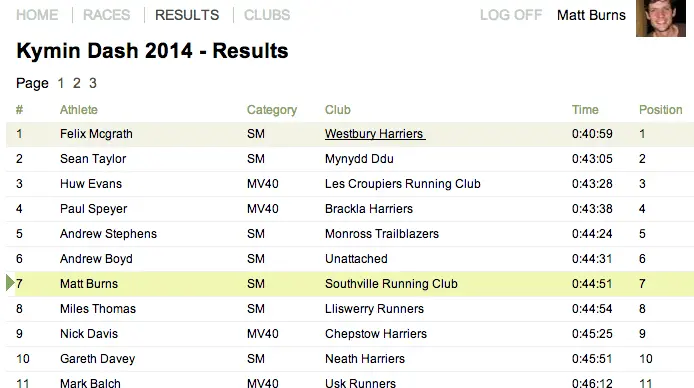 HOME | RACES | RESULTS | CLUBS LOG OFF Matt Burns
Kymin Dash 2014 - Results
Page 1 2 3
# Athlete Category Club Time Position
1 Felix Mcgrath SM Westbury Harriers 0:40:59 1
2 Sean Taylor SM Mynydd Ddu 0:43:05 2
3 Huw Evans MV40 Les Croupiers Running Club 0:43:28 3
4 Paul Speyer MV40 Brackla Harriers 0:43:38 4
5 Andrew Stephens SM Monross Trailblazers 0:44:24 5
6 Andrew Boyd SM Unattached 0:44:31 6
7 Matt Burns SM Southville Running Club 0:44:51 7
8 Miles Thomas SM Lliswerry Runners 0:44:54 8
9 Nick Davis MV40 Chepstow Harriers 0:45:25 9
10 Gareth Davey SM Neath Harriers 0:45:51 10
11 Mark Balch MV40 Usk Runners 0:46:12 11